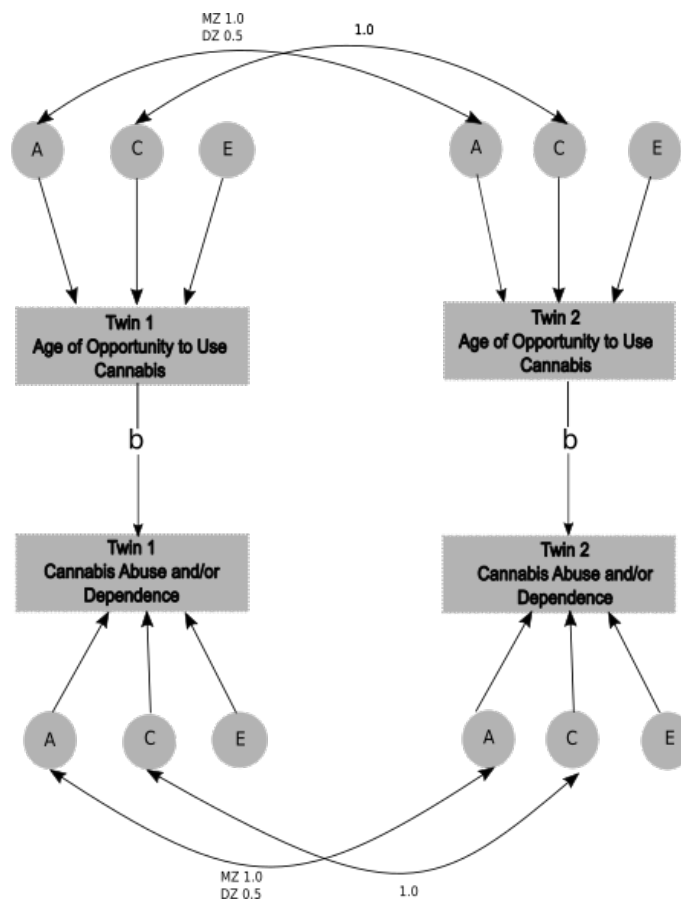 MZ 1.0
DZ 0.5
1.0
A
C
E
A
C
E
Twin 1
Age of Opportunity to Use
Cannabis
Twin 2
Age of Opportunity to Use
Cannabis
b
b
Twin 1
Cannabis Abuse and/or
Dependence
Twin 2
Cannabis Abuse and/or
Dependence
A
C
E
A
C
E
MZ 1.0
DZ 0.5
1.0